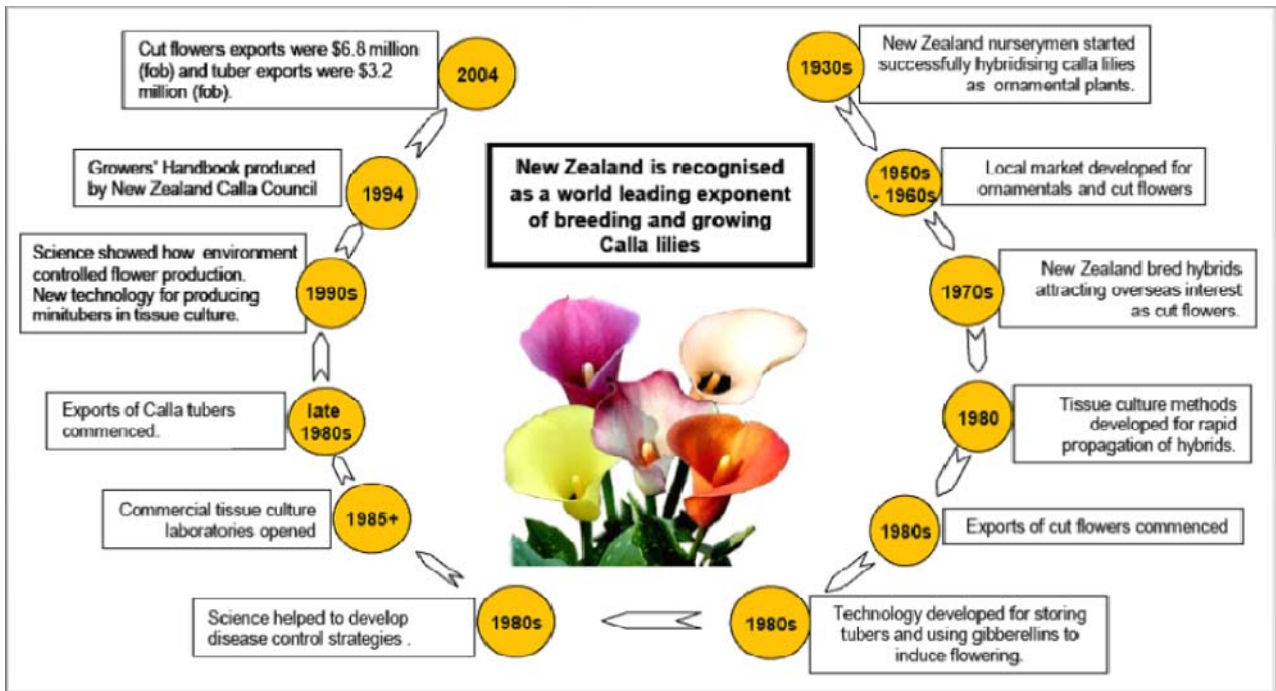 1930s
New Zealand nurserymen started
successfully hybridising calla lilies
as ornamental plants.
1950s
- 1960s
Local market developed for
ornamentals and cut flowers
1970s
New Zealand bred hybrids
attracting overseas interest
as cut flowers.
1980
Tissue culture methods
developed for rapid
propagation of hybrids.
1980s
Exports of cut flowers commenced
1980s
Technology developed for storing
tubers and using gibberellins to
induce flowering.
1980s
Science helped to develop
disease control strategies .
1985+
Commercial tissue culture
laboratories opened
late
1980s
Exports of Calla tubers
commenced.
1990s
Science showed how environment
controlled flower production.
New technology for producing
minitubers in tissue culture.
1994
Growers' Handbook produced
by New Zealand Calla Council
2004
Cut flowers exports were $6.8 million
(fob) and tuber exports were $3.2
million (fob).
New Zealand is recognised
as a world leading exponent
of breeding and growing
Calla lilies